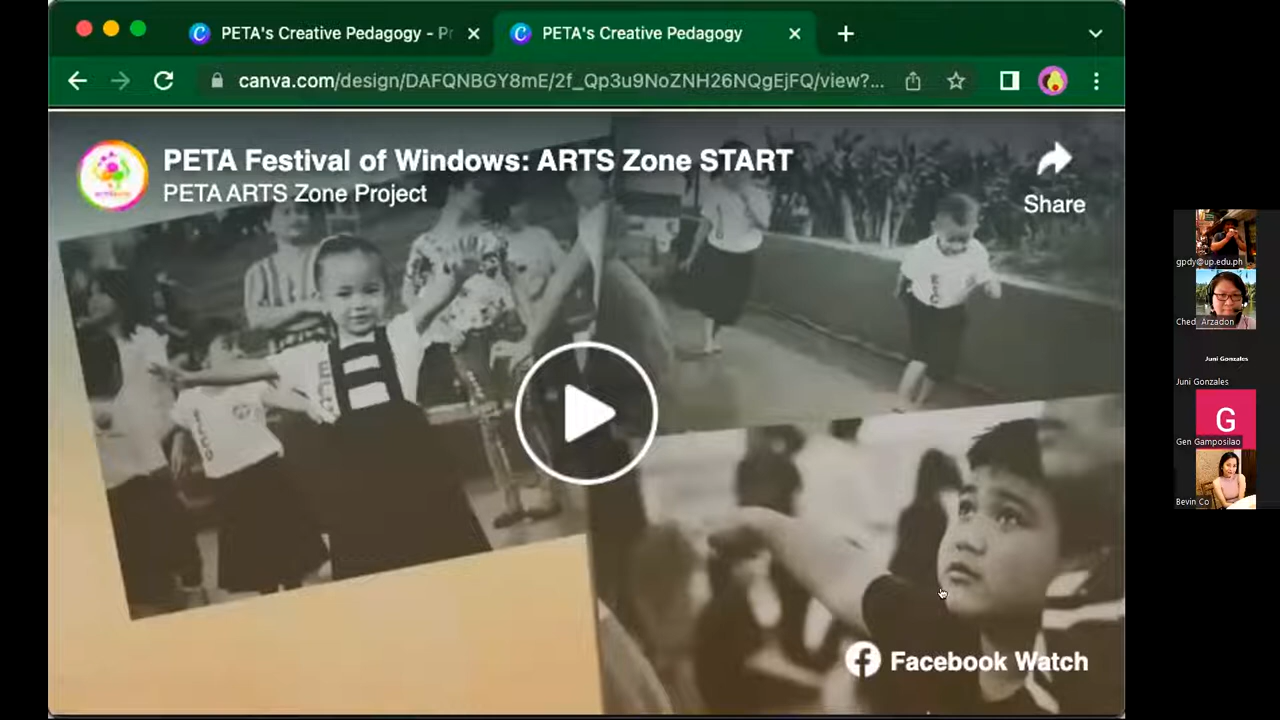 PETA's Creative Pedagogy - Pr
PETA's Creative Pedagogy
canva.com/design/DAFQNBGY8mE/2f_Qp3u9NoZNH26NQgEjFQ/view?...
PETA Festival of Windows: ARTS Zone START
PETA ARTS Zone Project
Share
Facebook Watch
gpdy@up.edu.ph
Ched Arzadon
Juni Gonzales
Juni Gonzales
G
Gen Gamposilao
Bevin Co